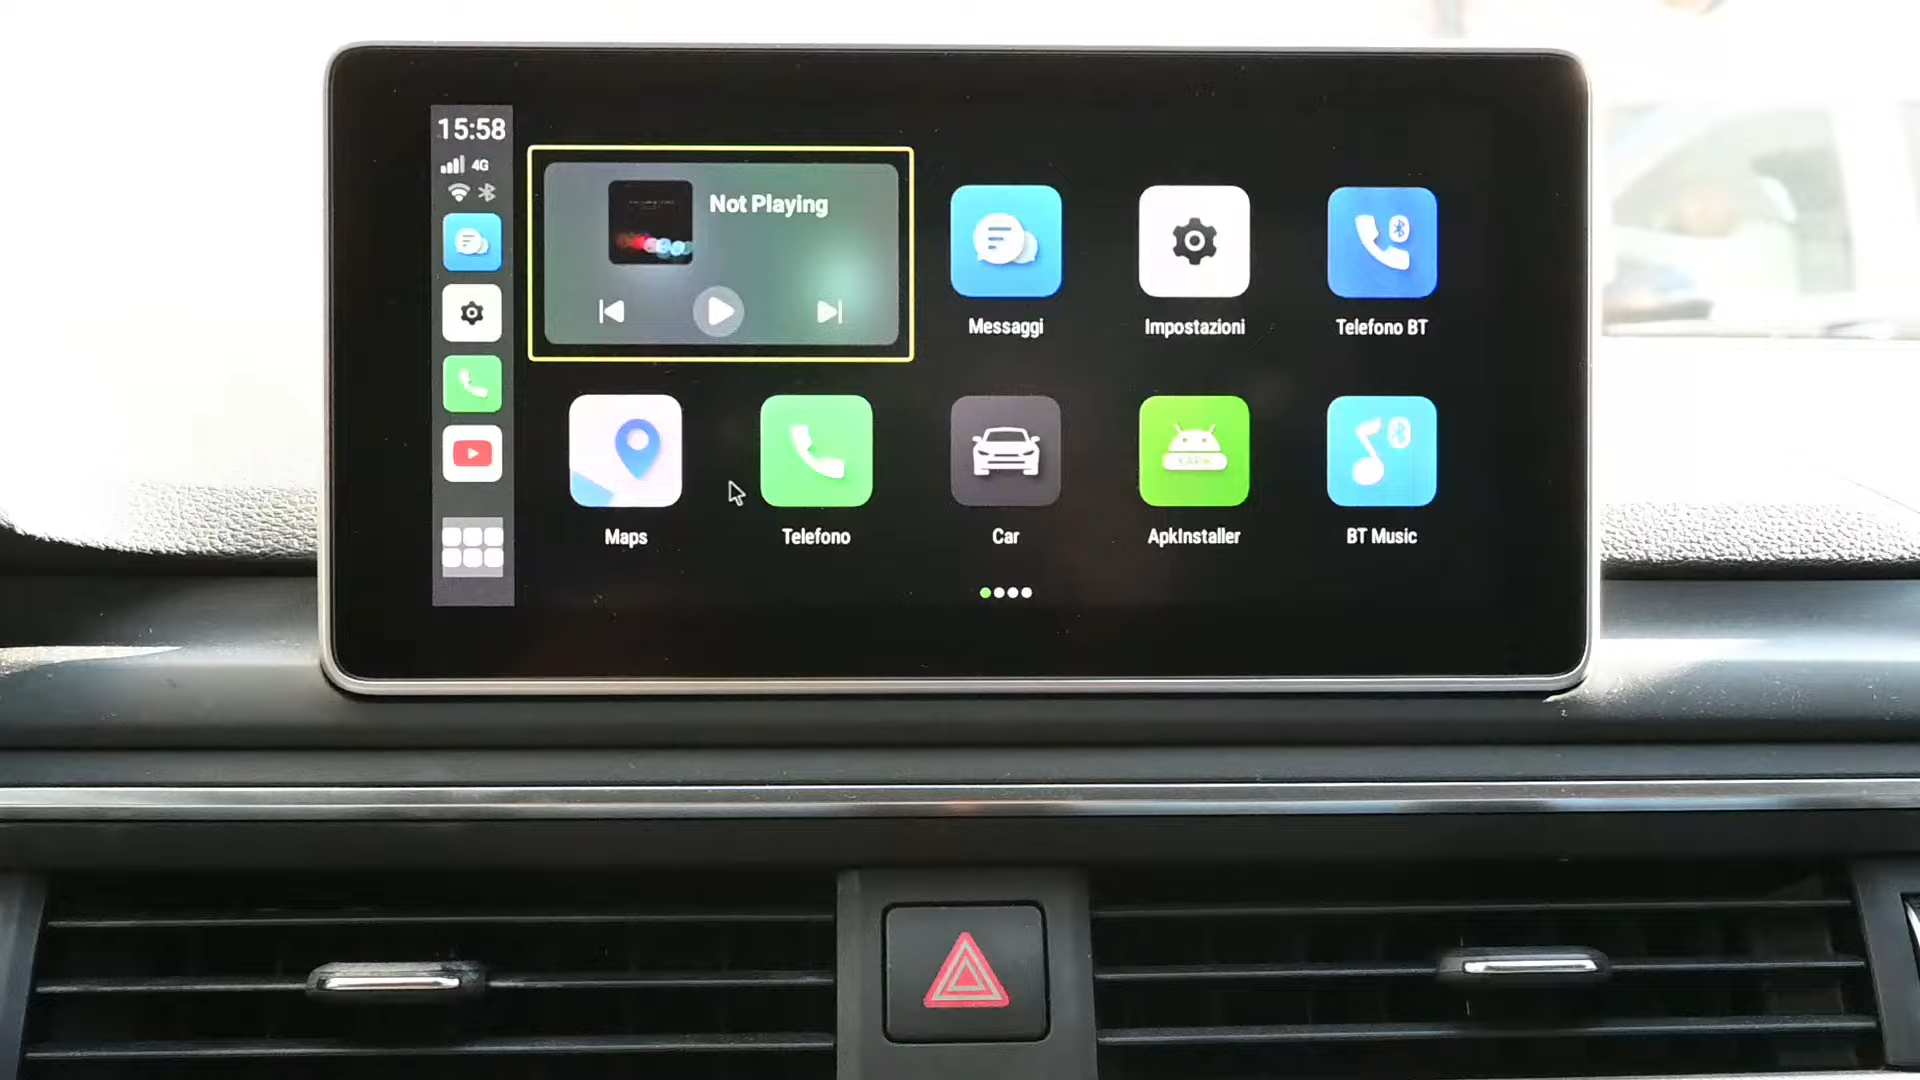 15:58
4G
Not Playing
Messaggi
Impostazioni
Telefono BT
Maps
Telefono
Car
ApkInstaller
BT Music